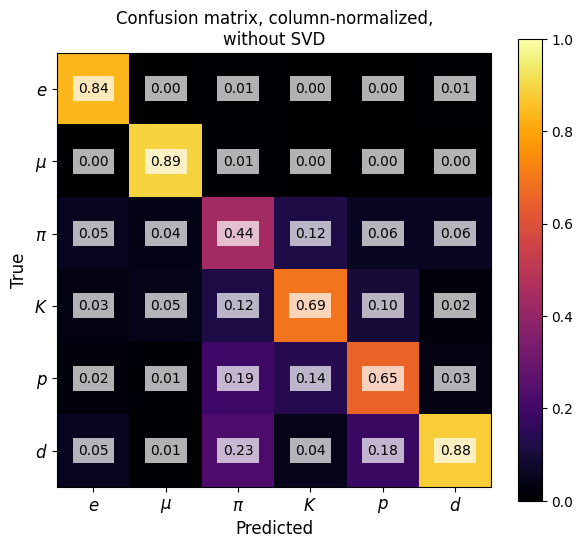 Confusion matrix, column-normalized,
without SVD
e 0.84 0.00 0.01 0.00 0.00 0.01
μ 0.00 0.89 0.01 0.00 0.00 0.00
π 0.05 0.04 0.44 0.12 0.06 0.06
K 0.03 0.05 0.12 0.69 0.10 0.02
p 0.02 0.01 0.19 0.14 0.65 0.03
d 0.05 0.01 0.23 0.04 0.18 0.88
e μ π K p d
Predicted
True
1.0
0.8
0.6
0.4
0.2
0.0